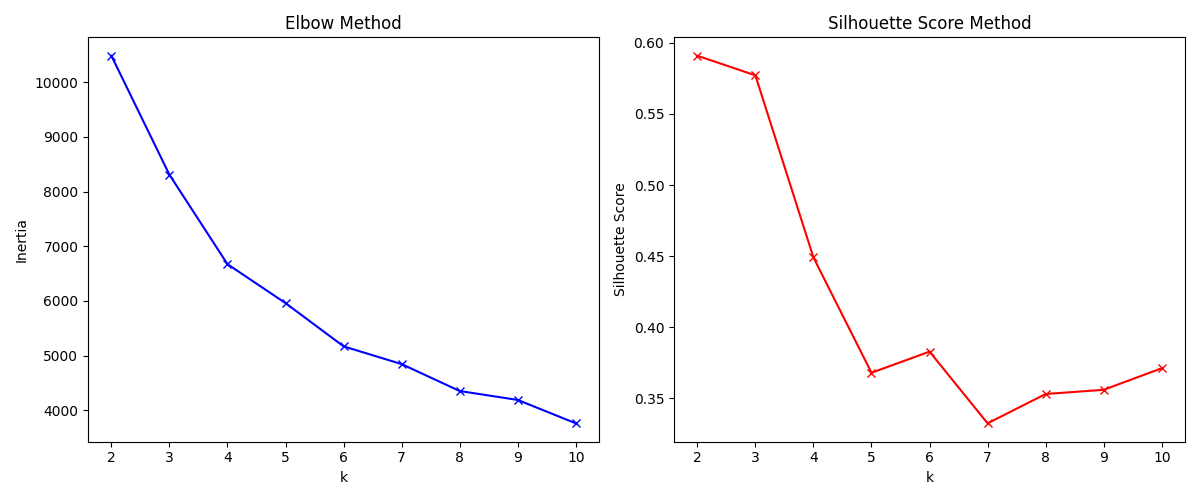 Elbow Method
10000
9000
8000
7000
6000
5000
4000
Inertia
2 3 4 5 6 7 8 9 10
k
Silhouette Score Method
0.60
0.55
0.50
0.45
0.40
0.35
Silhouette Score
2 3 4 5 6 7 8 9 10
k